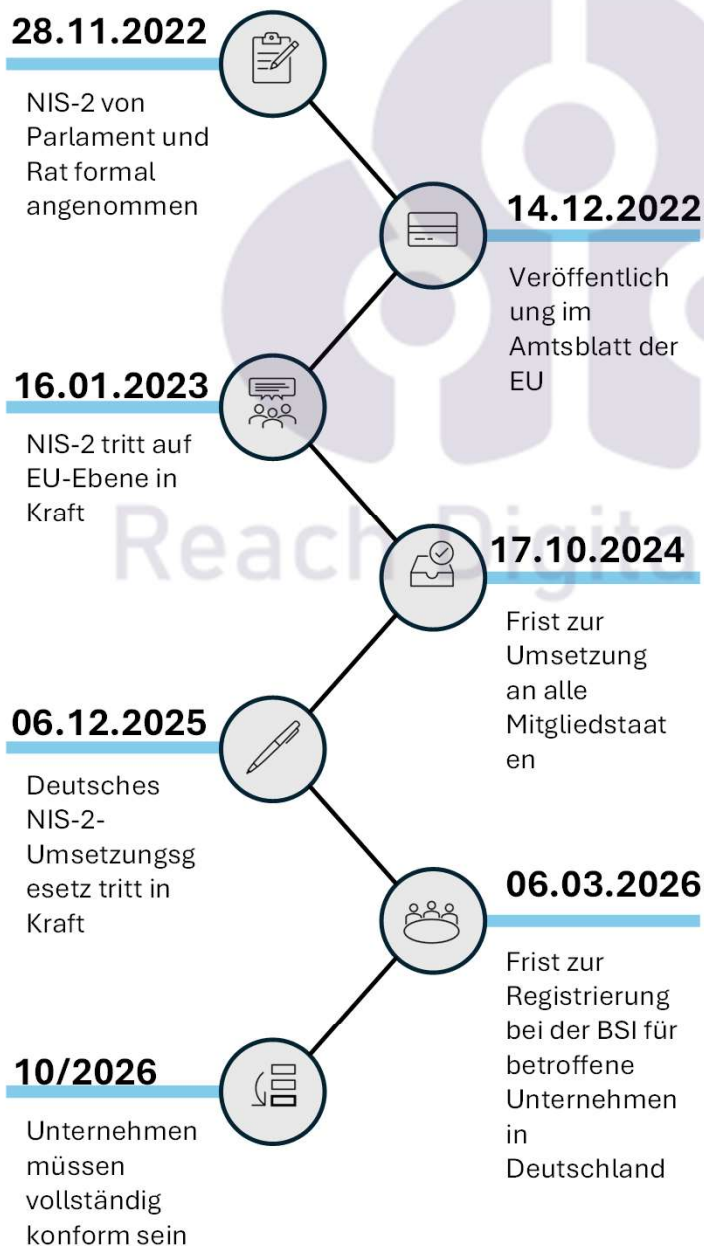 28.11.2022
NIS-2 von
Parlament und
Rat formal
angenommen
14.12.2022
Veröffentlich
ung im
Amtsblatt der
EU
16.01.2023
NIS-2 tritt auf
EU-Ebene in
Kraft
Reach Digita
17.10.2024
Frist zur
Umsetzung
an alle
Mitgliedstaat
en
06.12.2025
Deutsches
NIS-2-
Umsetzungsg
esetz tritt in
Kraft
06.03.2026
Frist zur
Registrierung
bei der BSI für
betroffene
Unternehmen
in
Deutschland
10/2026
Unternehmen
müssen
vollständig
konform sein